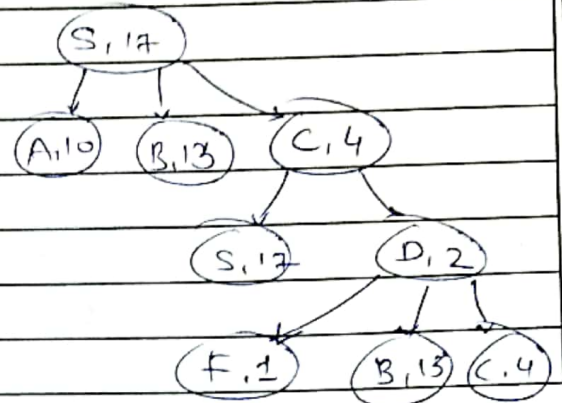 S, 17
A, 10 B, 13 C, 4
S, 17 D, 2
F, 1 B, 13 C, 4